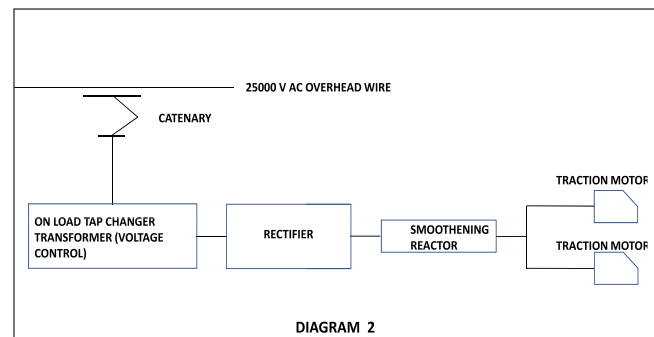 25000 V AC OVERHEAD WIRE
CATENARY
TRACTION MOTOR
ON LOAD TAP CHANGER
TRANSFORMER (VOLTAGE
CONTROL)
RECTIFIER
SMOOTHENING
REACTOR
TRACTION MOTOR
DIAGRAM 2